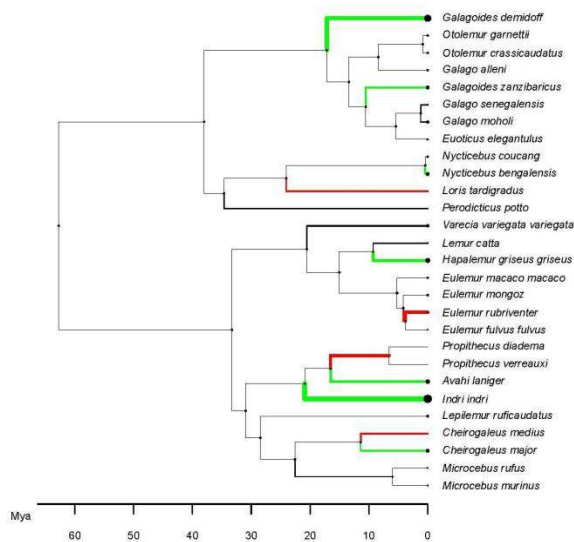 Galagoides demidoff
Otolemur garnettii
Otolemur crassicaudatus
Galago alleni
Galagoides zanzibaricus
Galago senegalensis
Galago moholi
Euoticus elegantulus
Nycticebus coucang
Nycticebus bengalensis
Loris tardigradus
Perodicticus potto
Varecia variegata variegata
Lemur catta
Hapalemur griseus griseus
Eulemur macaco macaco
Eulemur mongoz
Eulemur rubriventer
Eulemur fulvus fulvus
Propithecus diadema
Propithecus verreauxi
Avahi laniger
Indri indri
Lepilemur ruficaudatus
Cheirogaleus medius
Cheirogaleus major
Microcebus rufus
Microcebus murinus
Mya
60 50 40 30 20 10 0